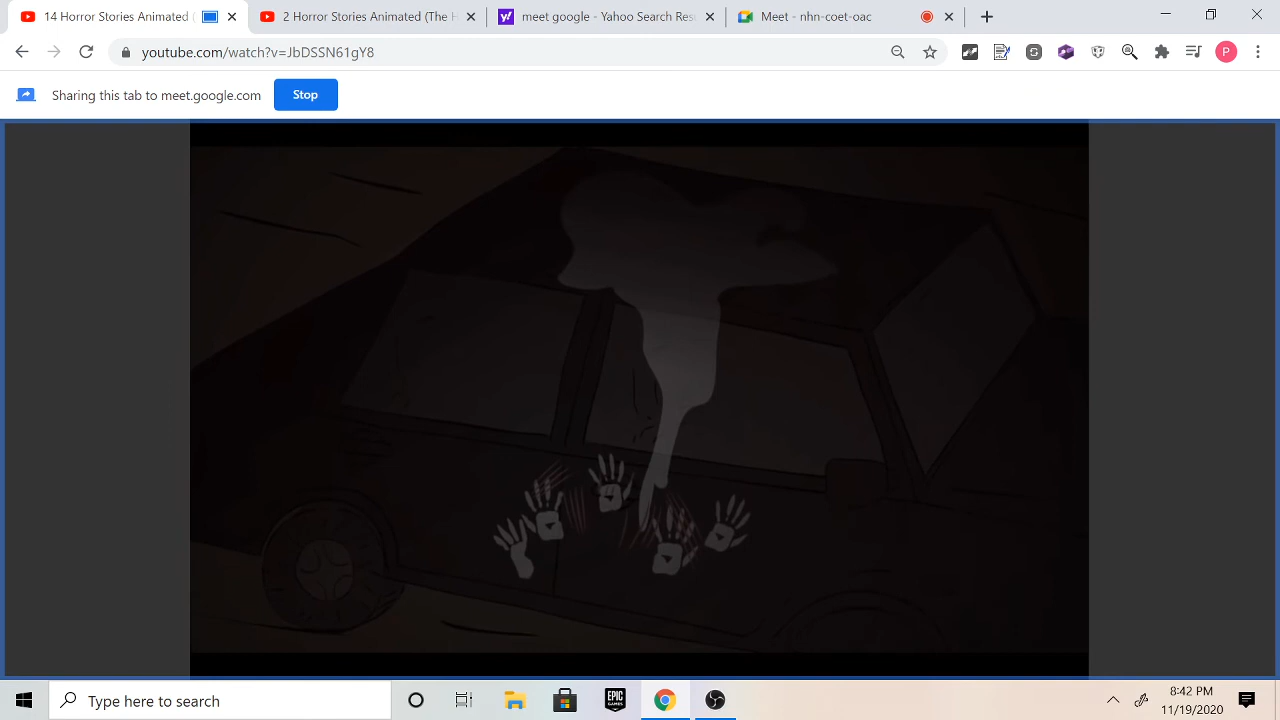 14 Horror Stories Animated (
2 Horror Stories Animated (The
meet google - Yahoo Search Res
Meet - nhn-coet-oac
youtube.com/watch?v=JbDSSN61gY8
P
Sharing this tab to meet.google.com
Stop
Type here to search
EPIC
GAMES
8:42 PM
11/19/2020